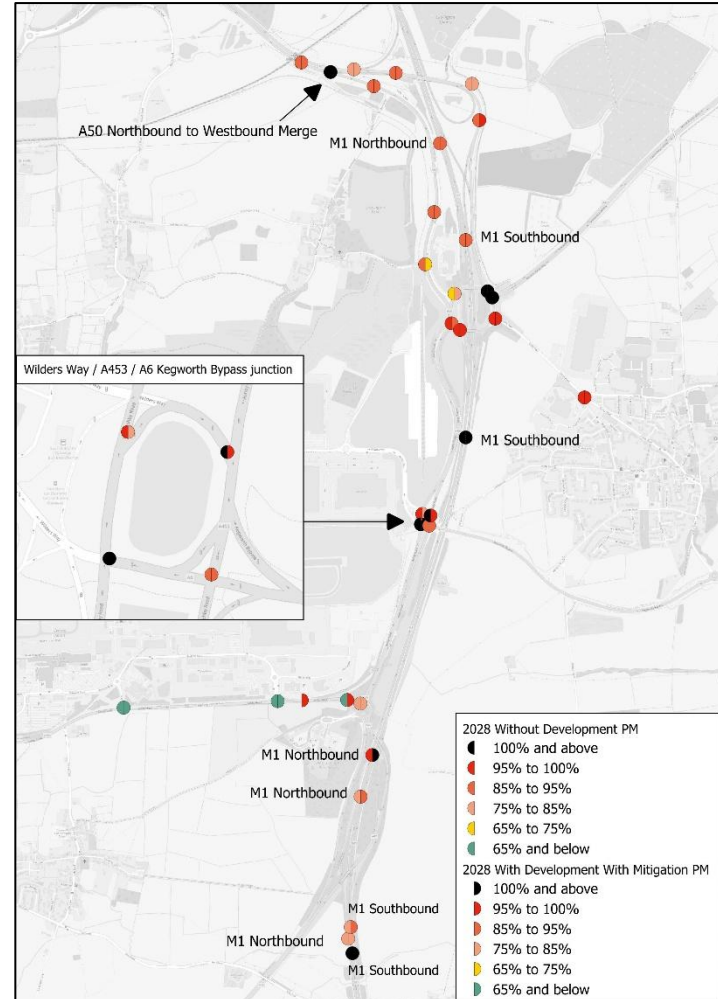 A50 Northbound to Westbound Merge
M1 Northbound
M1 Southbound
Wilders Way / A453 / A6 Kegworth Bypass junction
M1 Southbound
M1 Northbound
M1 Northbound
M1 Southbound
M1 Northbound
M1 Southbound
2028 Without Development PM
100% and above
95% to 100%
85% to 95%
75% to 85%
65% to 75%
65% and below
2028 With Development With Mitigation PM
100% and above
95% to 100%
85% to 95%
75% to 85%
65% to 75%
65% and below